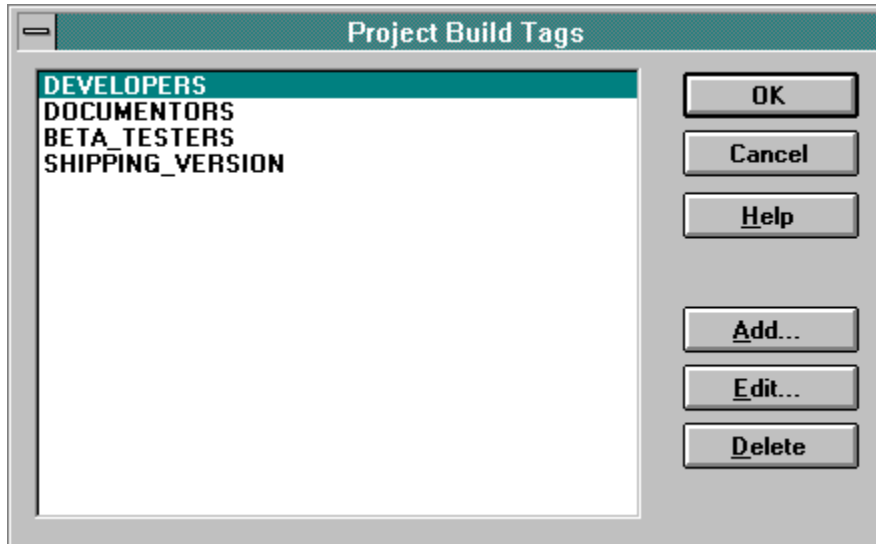 Project Build Tags
DEVELOPERS
DOCUMENTORS
BETA_TESTERS
SHIPPING_VERSION
OK
Cancel
Help
Add...
Edit...
Delete